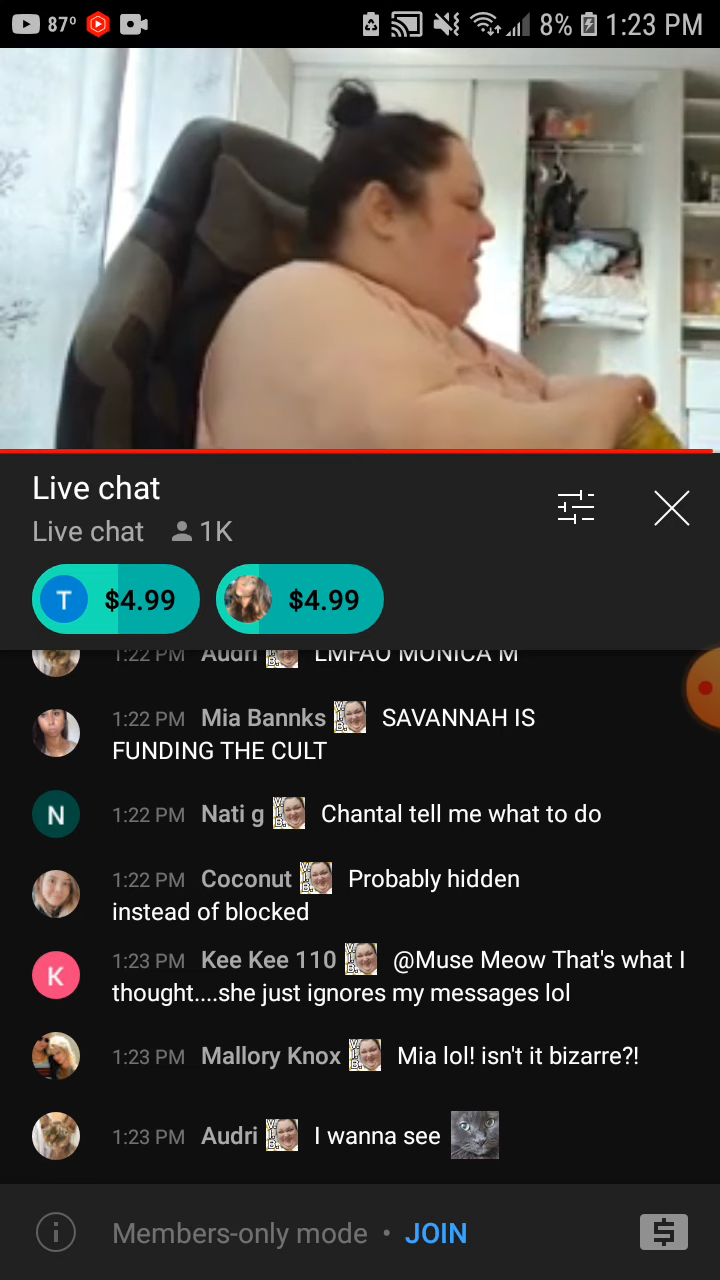 87° 8% 1:23 PM
Live chat
Live chat 1K
T $4.99 $4.99
1:22 PM Audri LMFAO MONICA M
1:22 PM Mia Bannks SAVANNAH IS
FUNDING THE CULT
N 1:22 PM Nati g Chantal tell me what to do
1:22 PM Coconut Probably hidden
instead of blocked
K 1:23 PM Kee Kee 110 @Muse Meow That's what I
thought....she just ignores my messages lol
1:23 PM Mallory Knox Mia lol! isn't it bizarre?!
1:23 PM Audri I wanna see
Members-only mode • JOIN